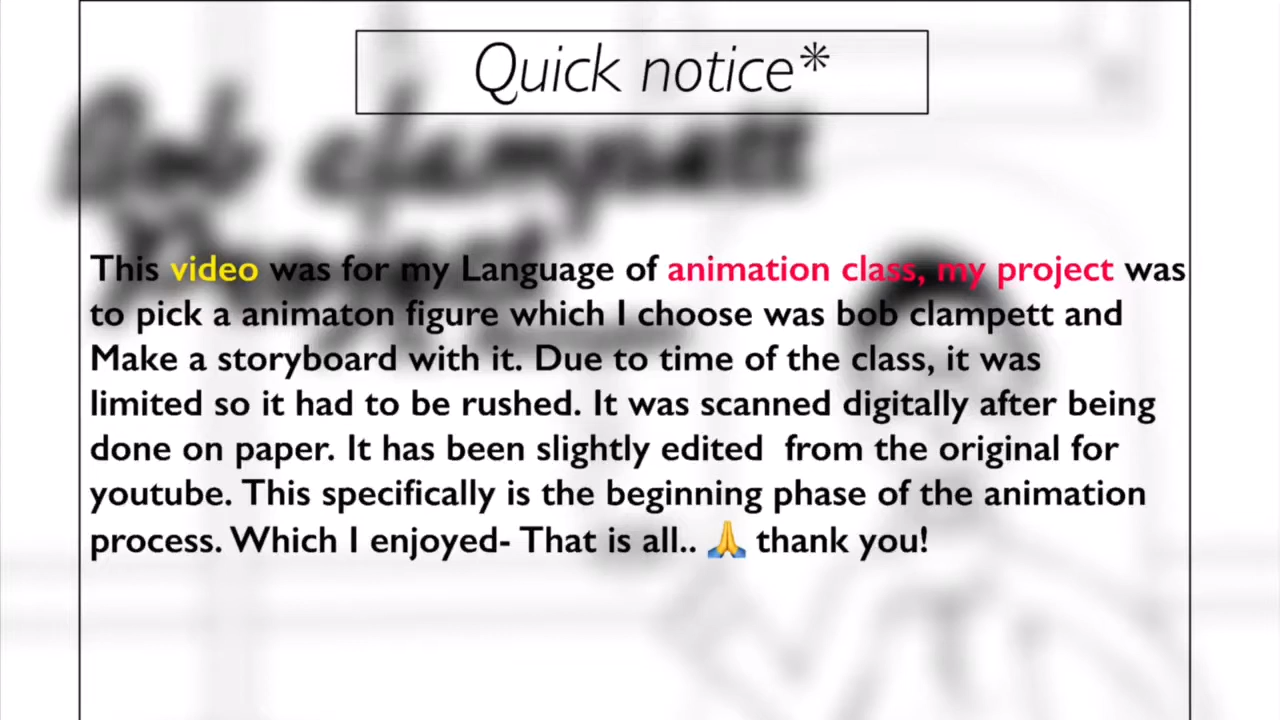 Quick notice*
Bob clampett
Project
This video was for my Language of animation class, my project was
to pick a animaton figure which I choose was bob clampett and
Make a storyboard with it. Due to time of the class, it was
limited so it had to be rushed. It was scanned digitally after being
done on paper. It has been slightly edited  from the original for
youtube. This specifically is the beginning phase of the animation
process. Which I enjoyed- That is all.. 🙏 thank you!